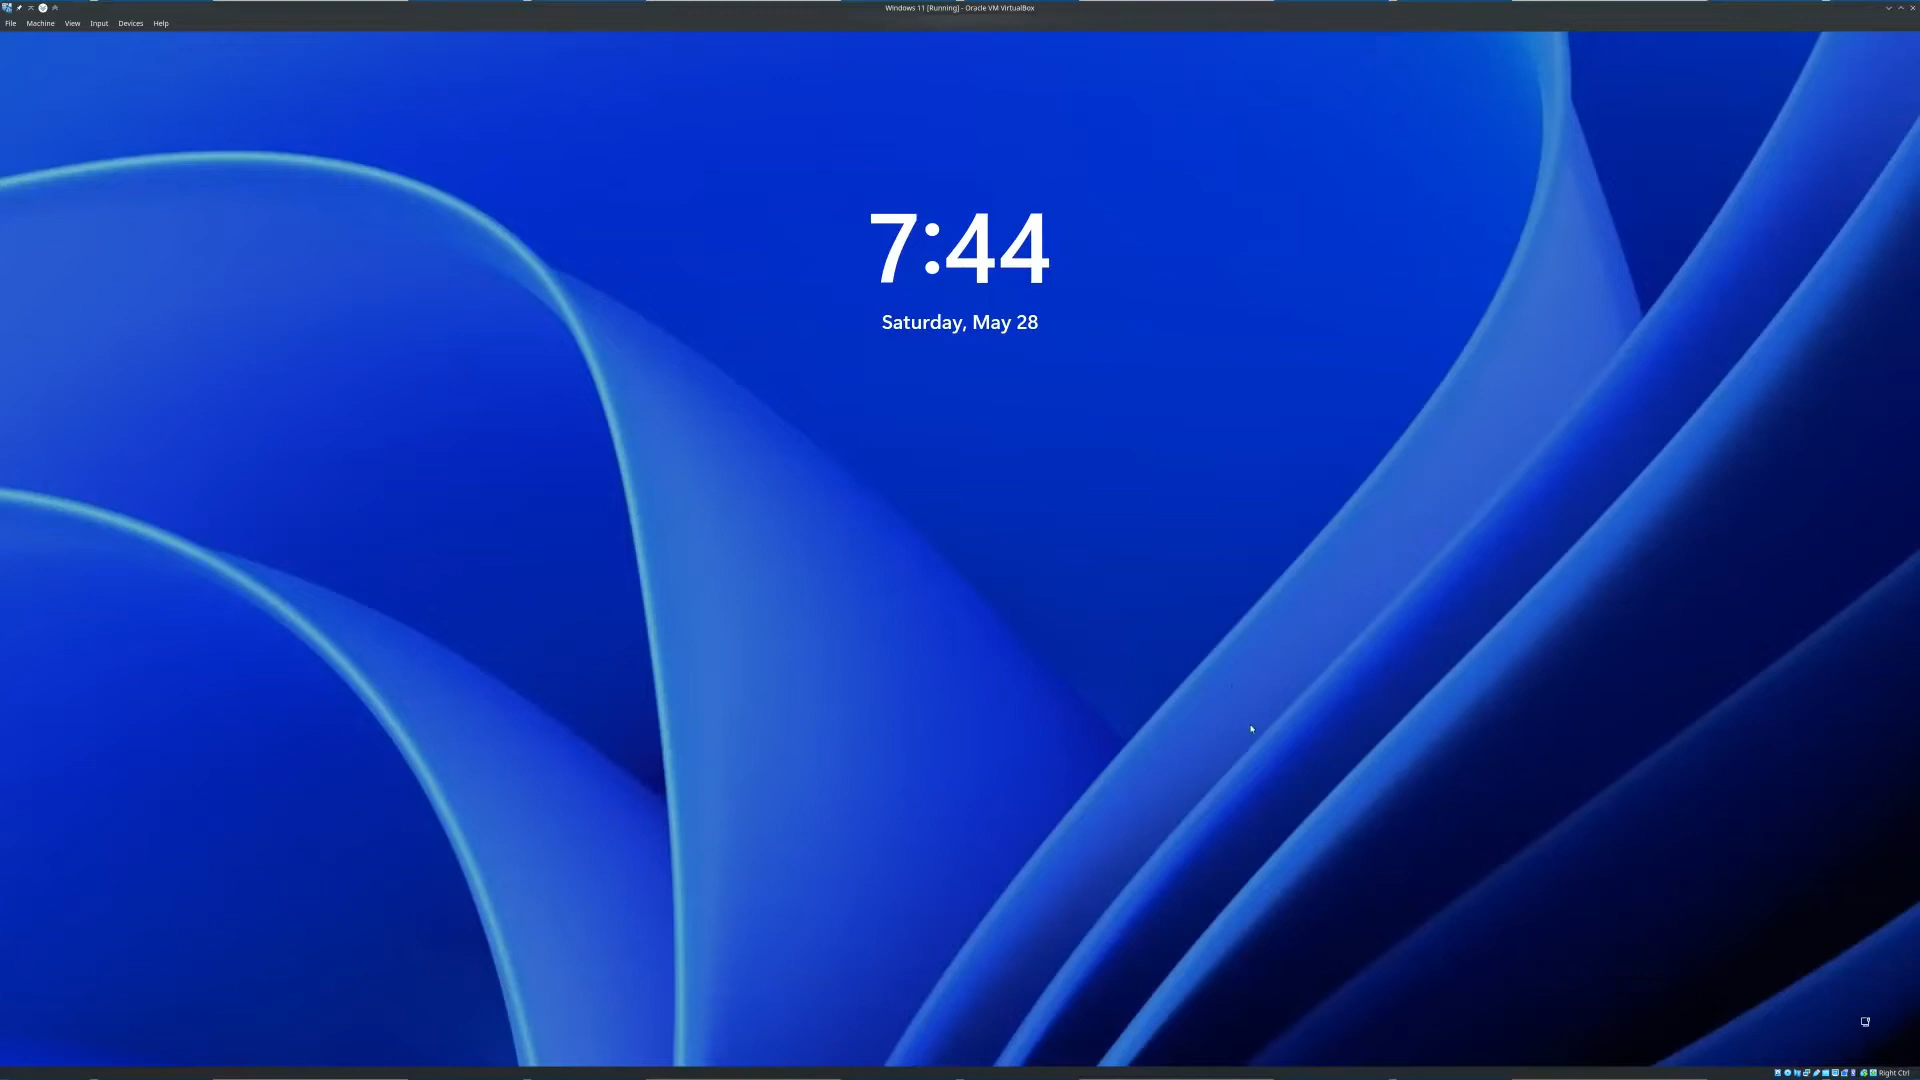 Windows 11 [Running] - Oracle VM VirtualBox
File Machine View Input Devices Help
7:44
Saturday, May 28
Right Ctrl